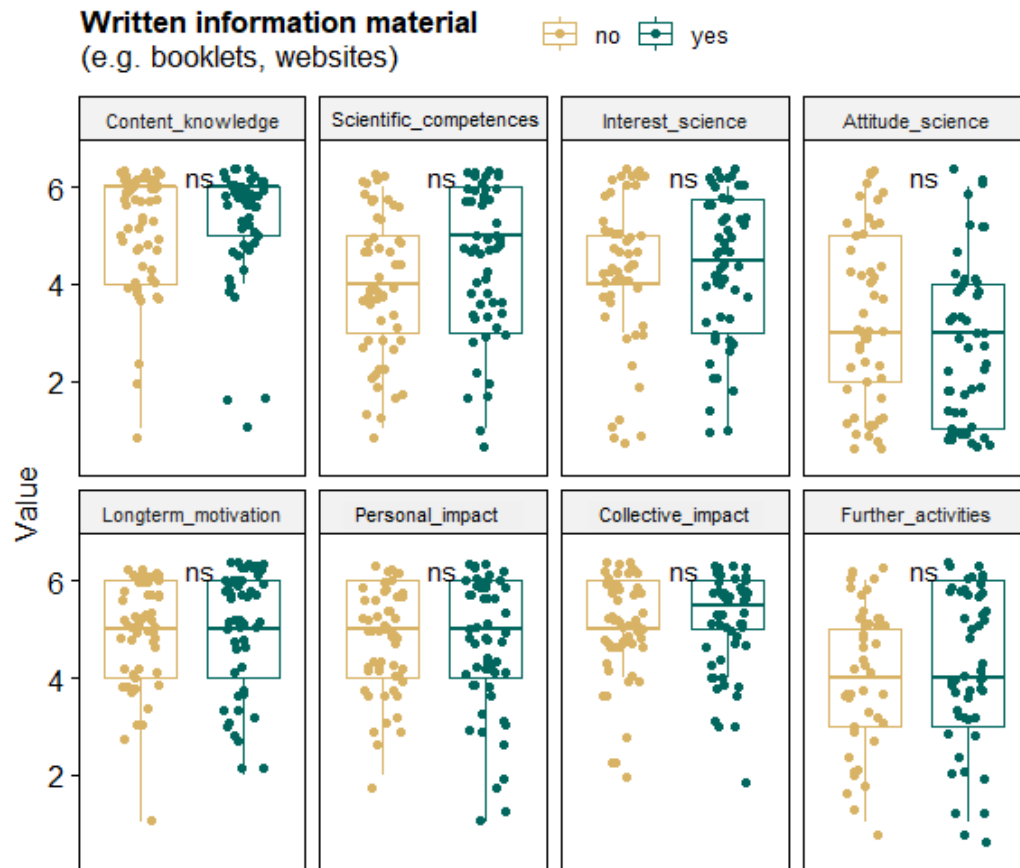 Written information material
(e.g. booklets, websites)
no yes
Content_knowledge Scientific_competences Interest_science Attitude_science
ns ns ns ns
6
4
2
Value
Longterm_motivation Personal_impact Collective_impact Further_activities
ns ns ns ns
6
4
2